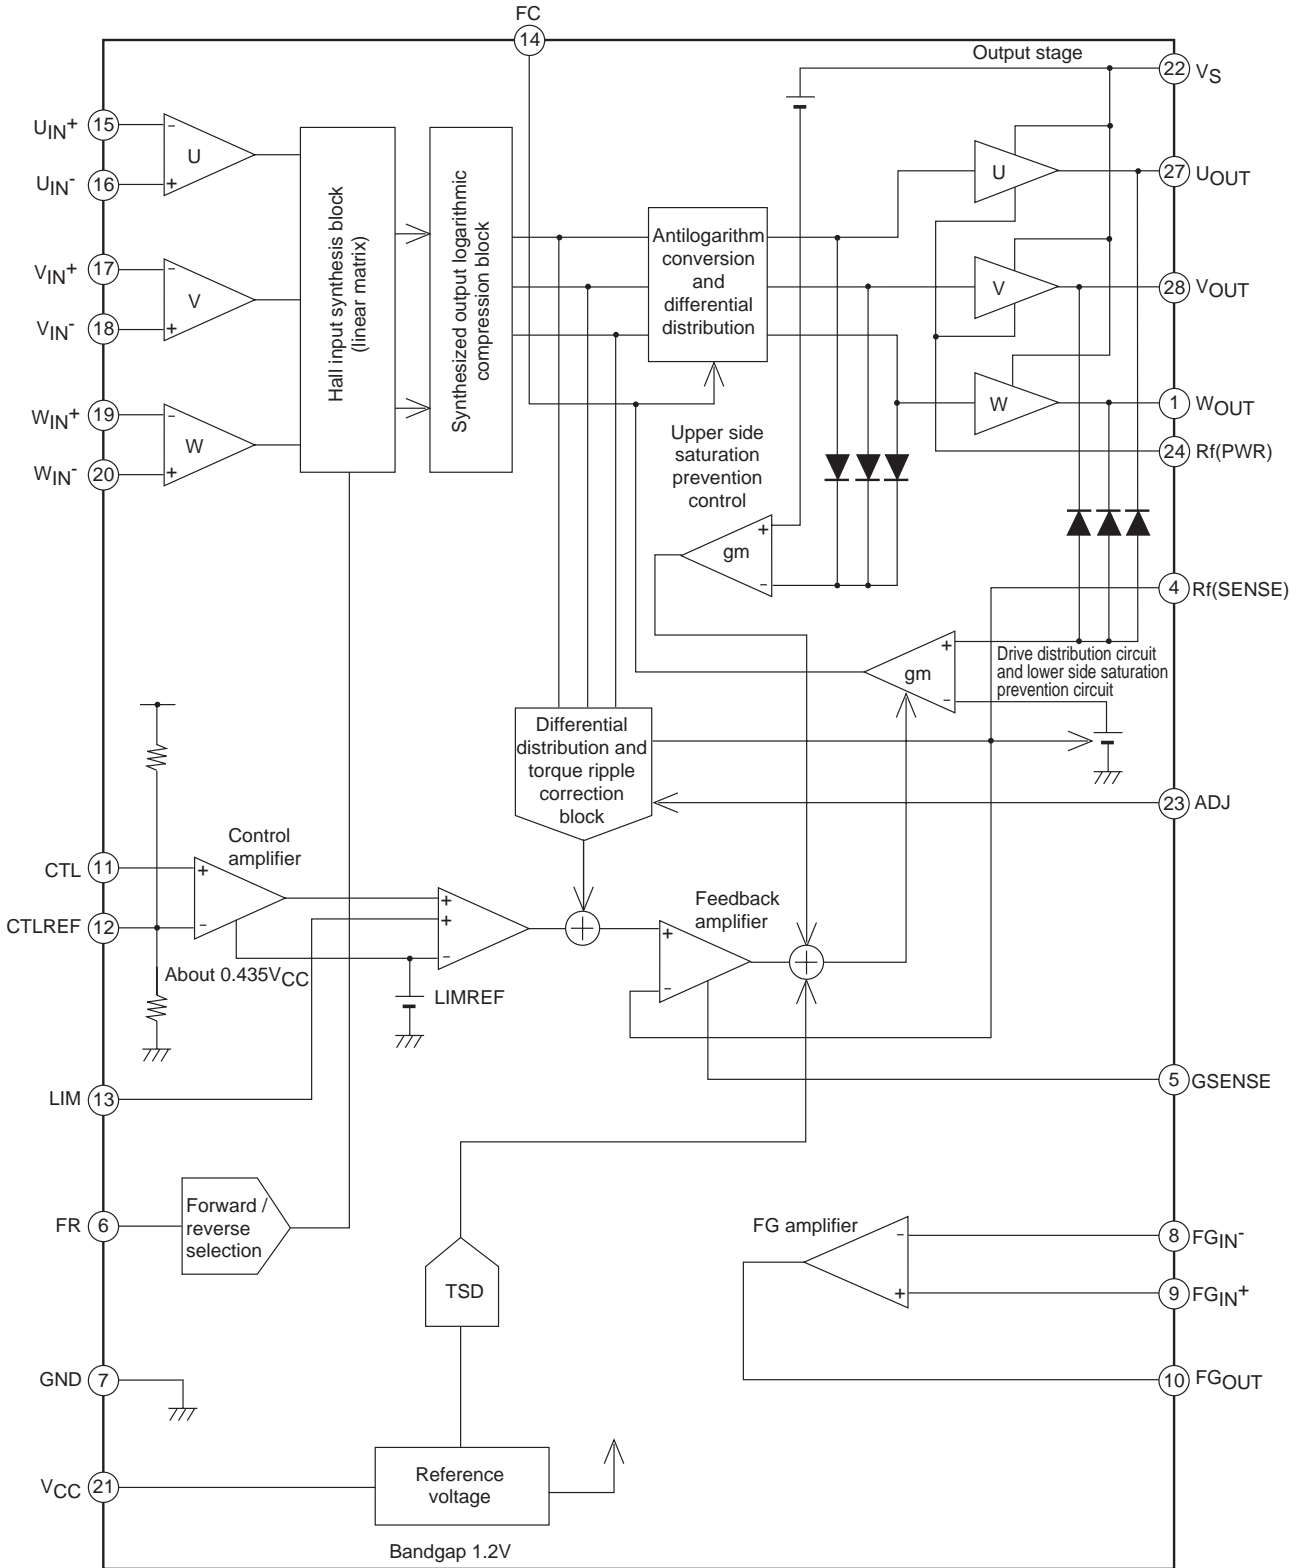 FC
14
Output stage
22 VS
UIN+ 15
- U +
UIN- 16
VIN+ 17
- V +
VIN- 18
WIN+ 19
- W +
WIN- 20
Hall input synthesis block
(linear matrix)
Synthesized output logarithmic
compression block
Antilogarithm
conversion
and
differential
distribution
U
27 UOUT
V
28 VOUT
W
1 WOUT
24 Rf(PWR)
Upper side
saturation
prevention
control
+
gm
-
4 Rf(SENSE)
+
gm
-
Drive distribution circuit
and lower side saturation
prevention circuit
Differential
distribution and
torque ripple
correction
block
23 ADJ
Control
amplifier
CTL 11
+
-
CTLREF 12
About 0.435VCC
+
+
-
LIMREF
Feedback
amplifier
+
-
LIM 13
5 GSENSE
FR 6
Forward /
reverse
selection
TSD
FG amplifier
-
8 FGIN-
+
9 FGIN+
10 FGOUT
GND 7
VCC 21
Reference
voltage
Bandgap 1.2V